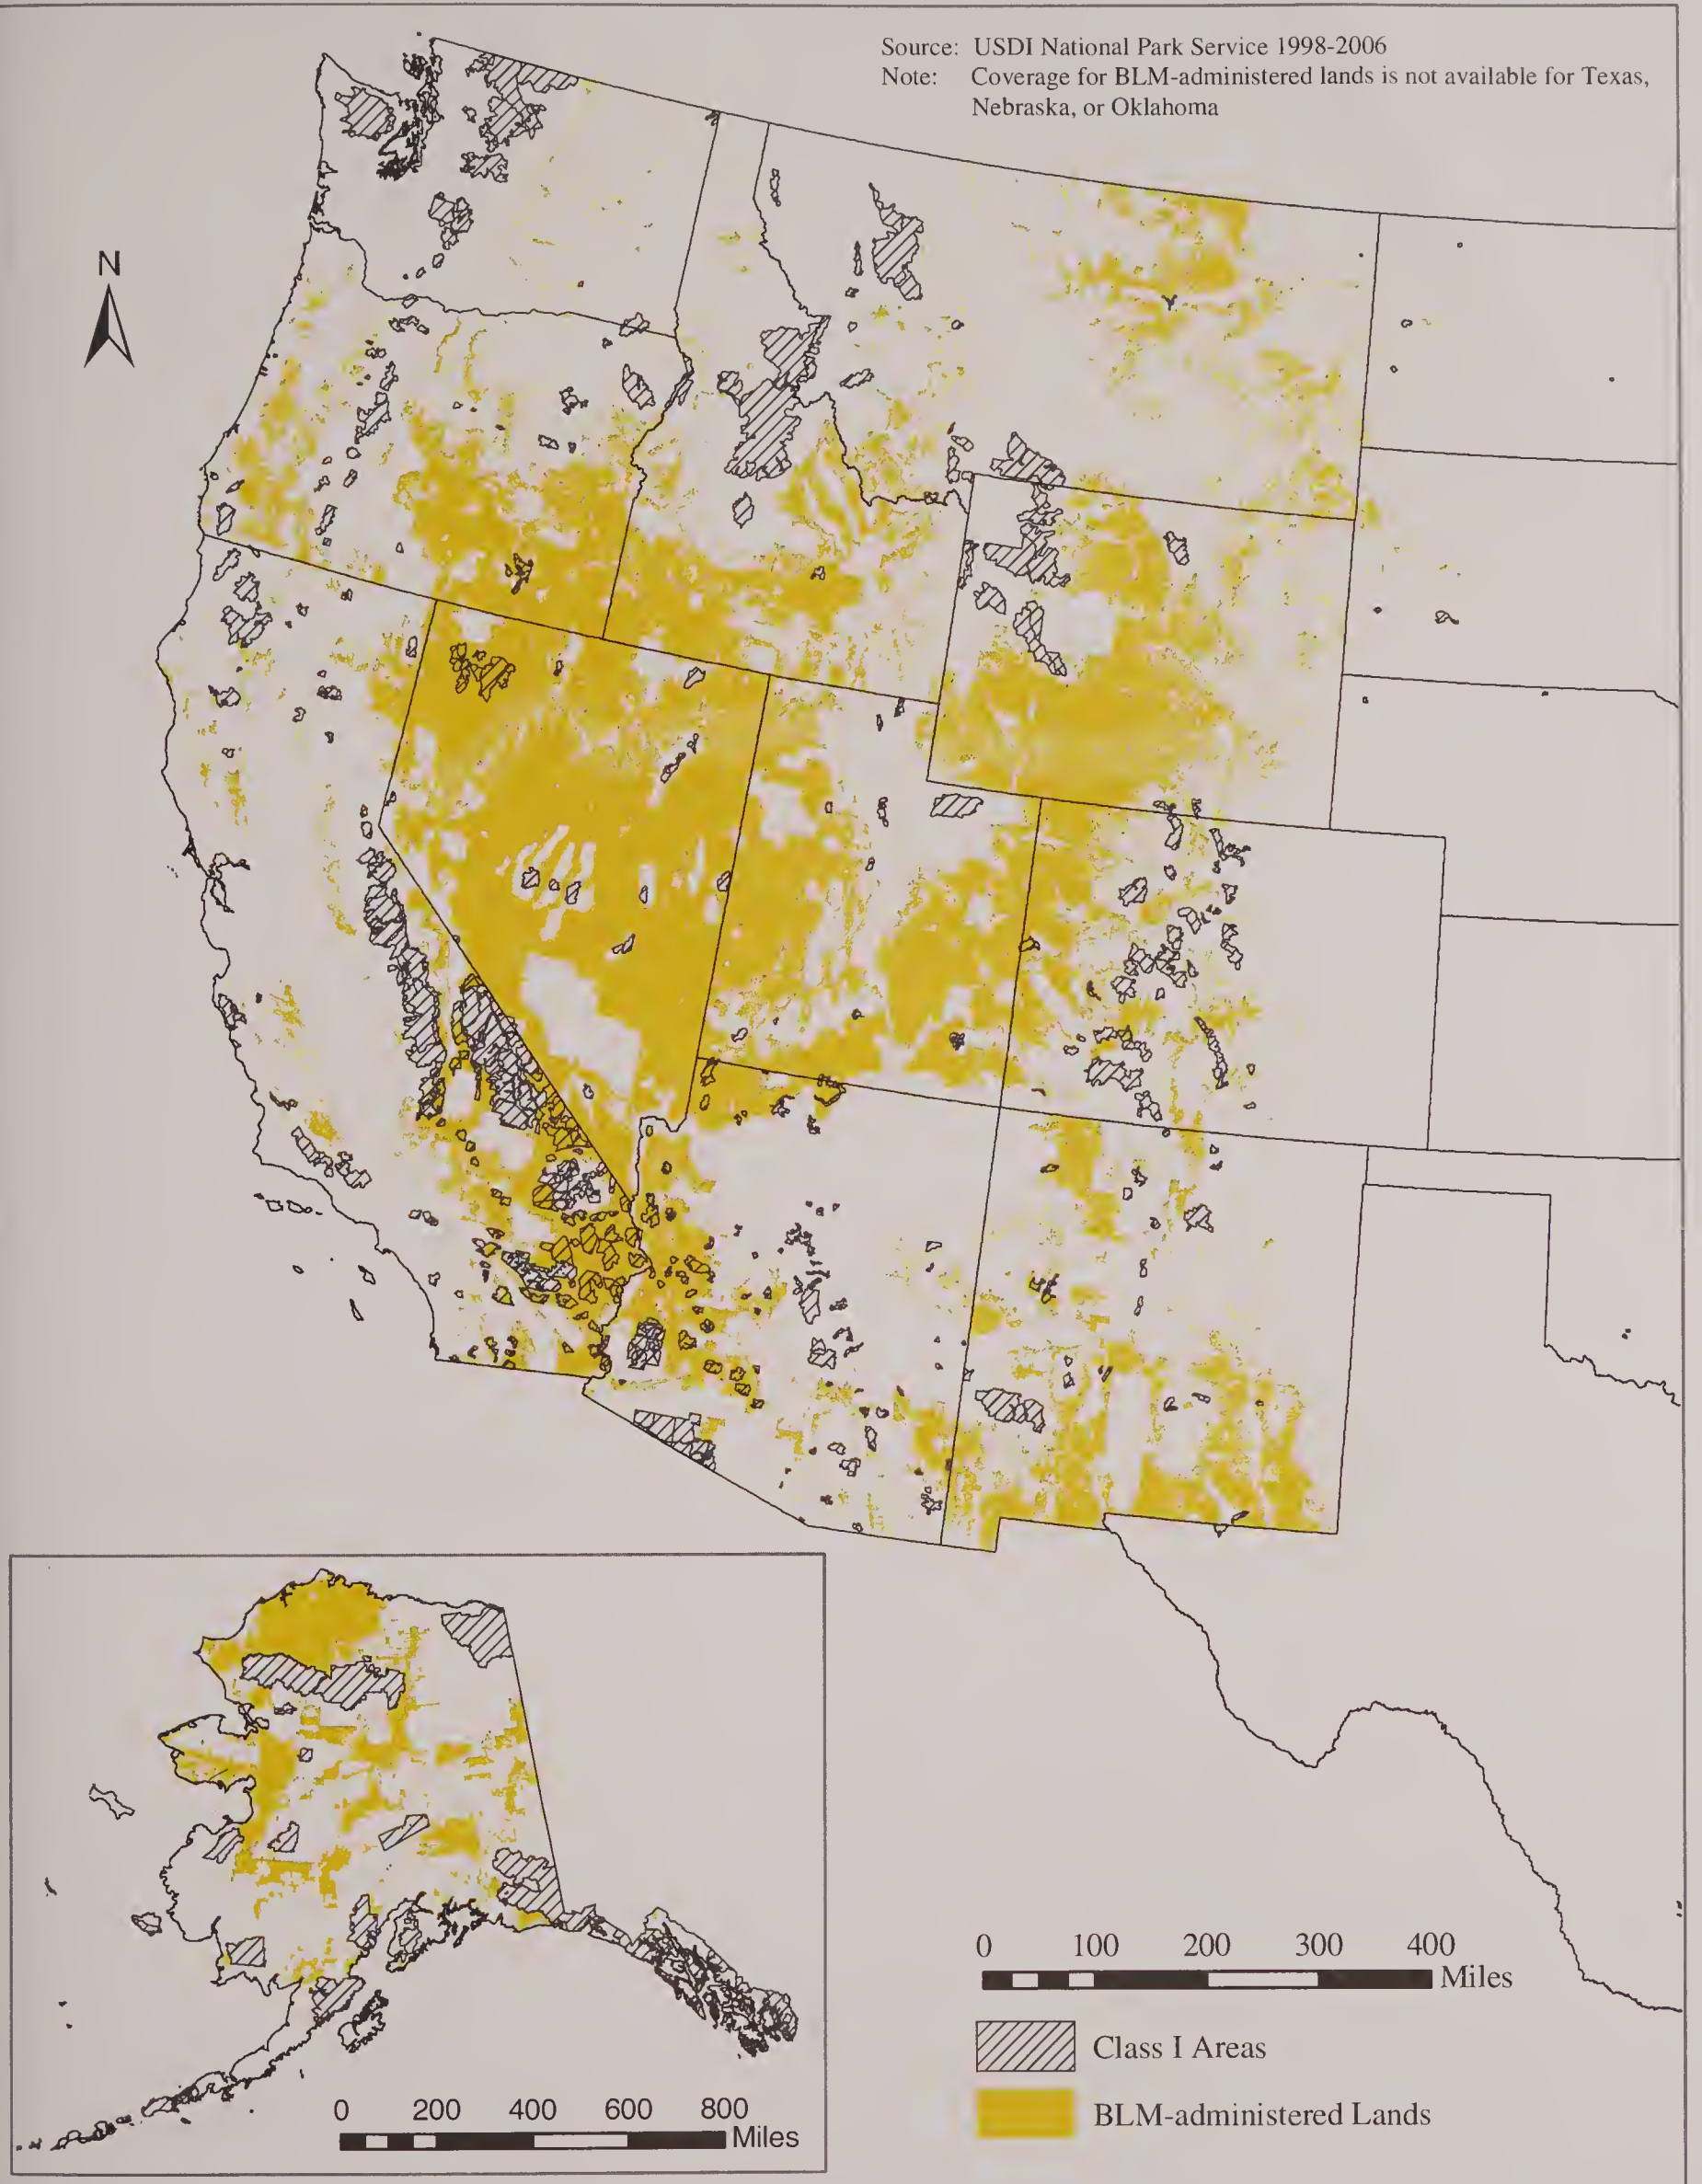 Source: USDI National Park Service 1998-2006
Note: Coverage for BLM-administered lands is not available for Texas,
Nebraska, or Oklahoma
N
0 100 200 300 400
Miles
Class I Areas
BLM-administered Lands
0 200 400 600 800
Miles